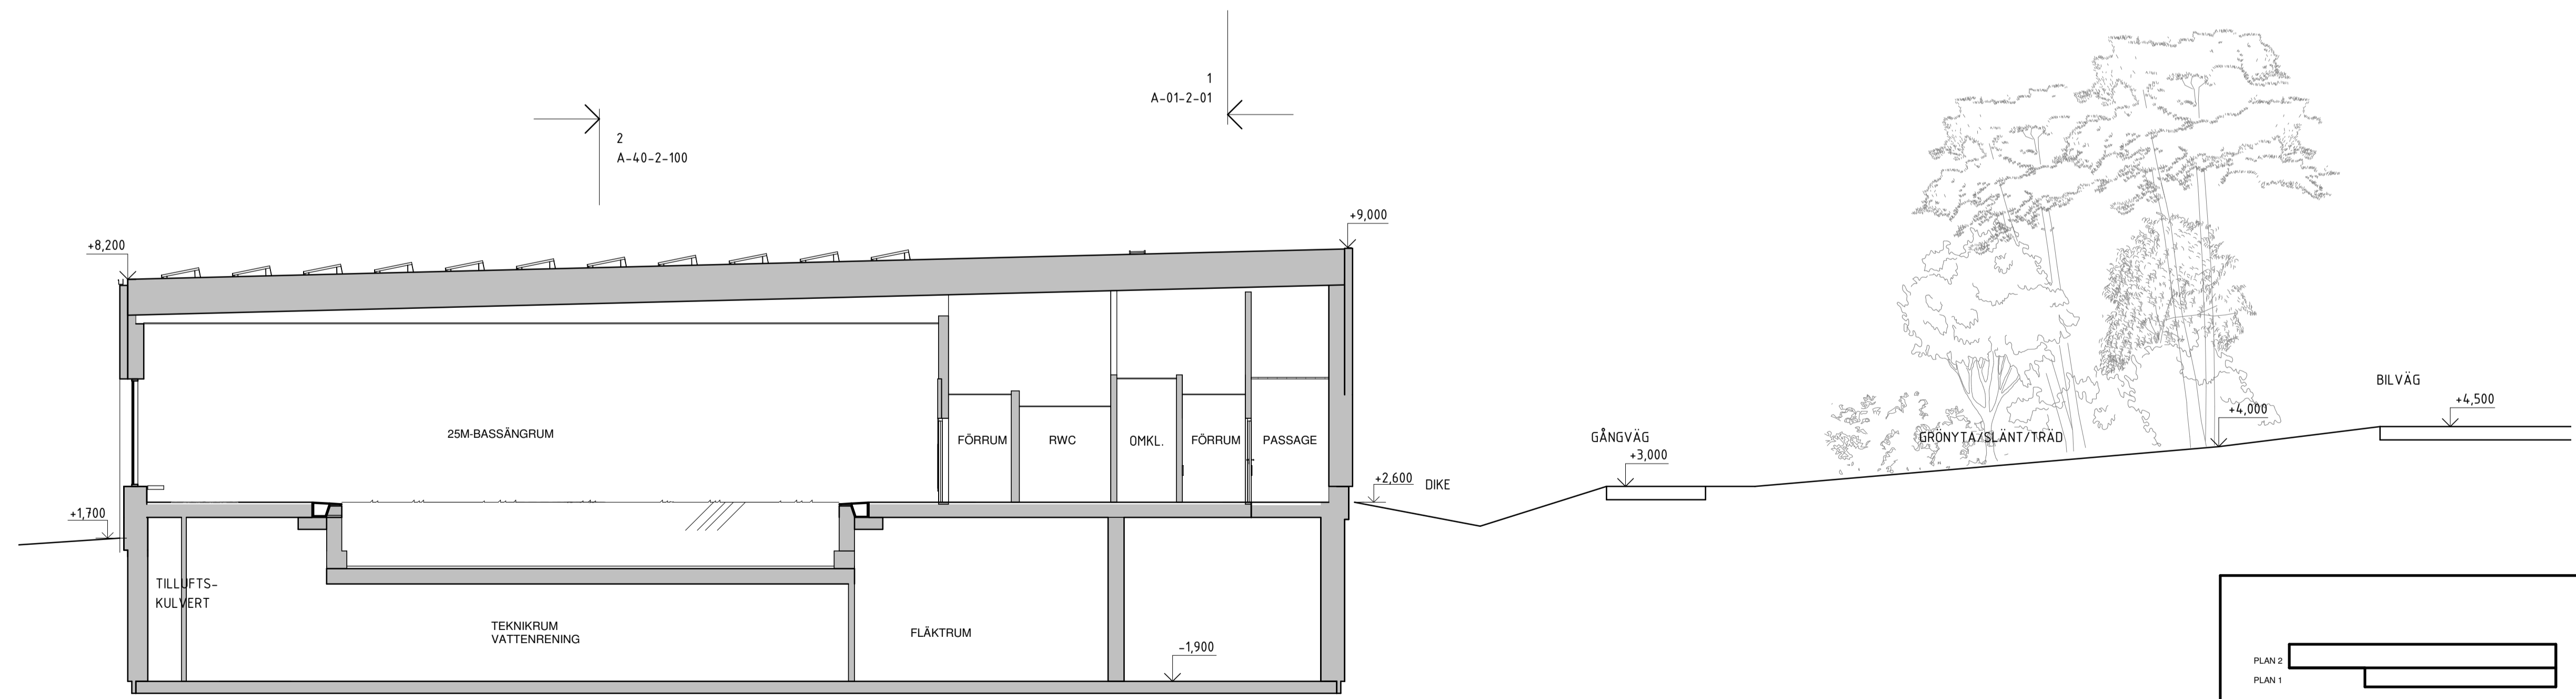 1
A-01-2-01
2
A-40-2-100
+9,000
+8,200
BILVÄG
+4,500
+4,000
25M-BASSÄNGRUM
FÖRRUM
RWC
OMKL.
FÖRRUM
PASSAGE
GÅNGVÄG
GRÖNYTA/SLÄNT/TRÄD
+3,000
+2,600
DIKE
+1,700
TILLUFTS-
KULVERT
TEKNIKRUM
VATTENRENING
FLÄKTRUM
-1,900
PLAN 2
PLAN 1